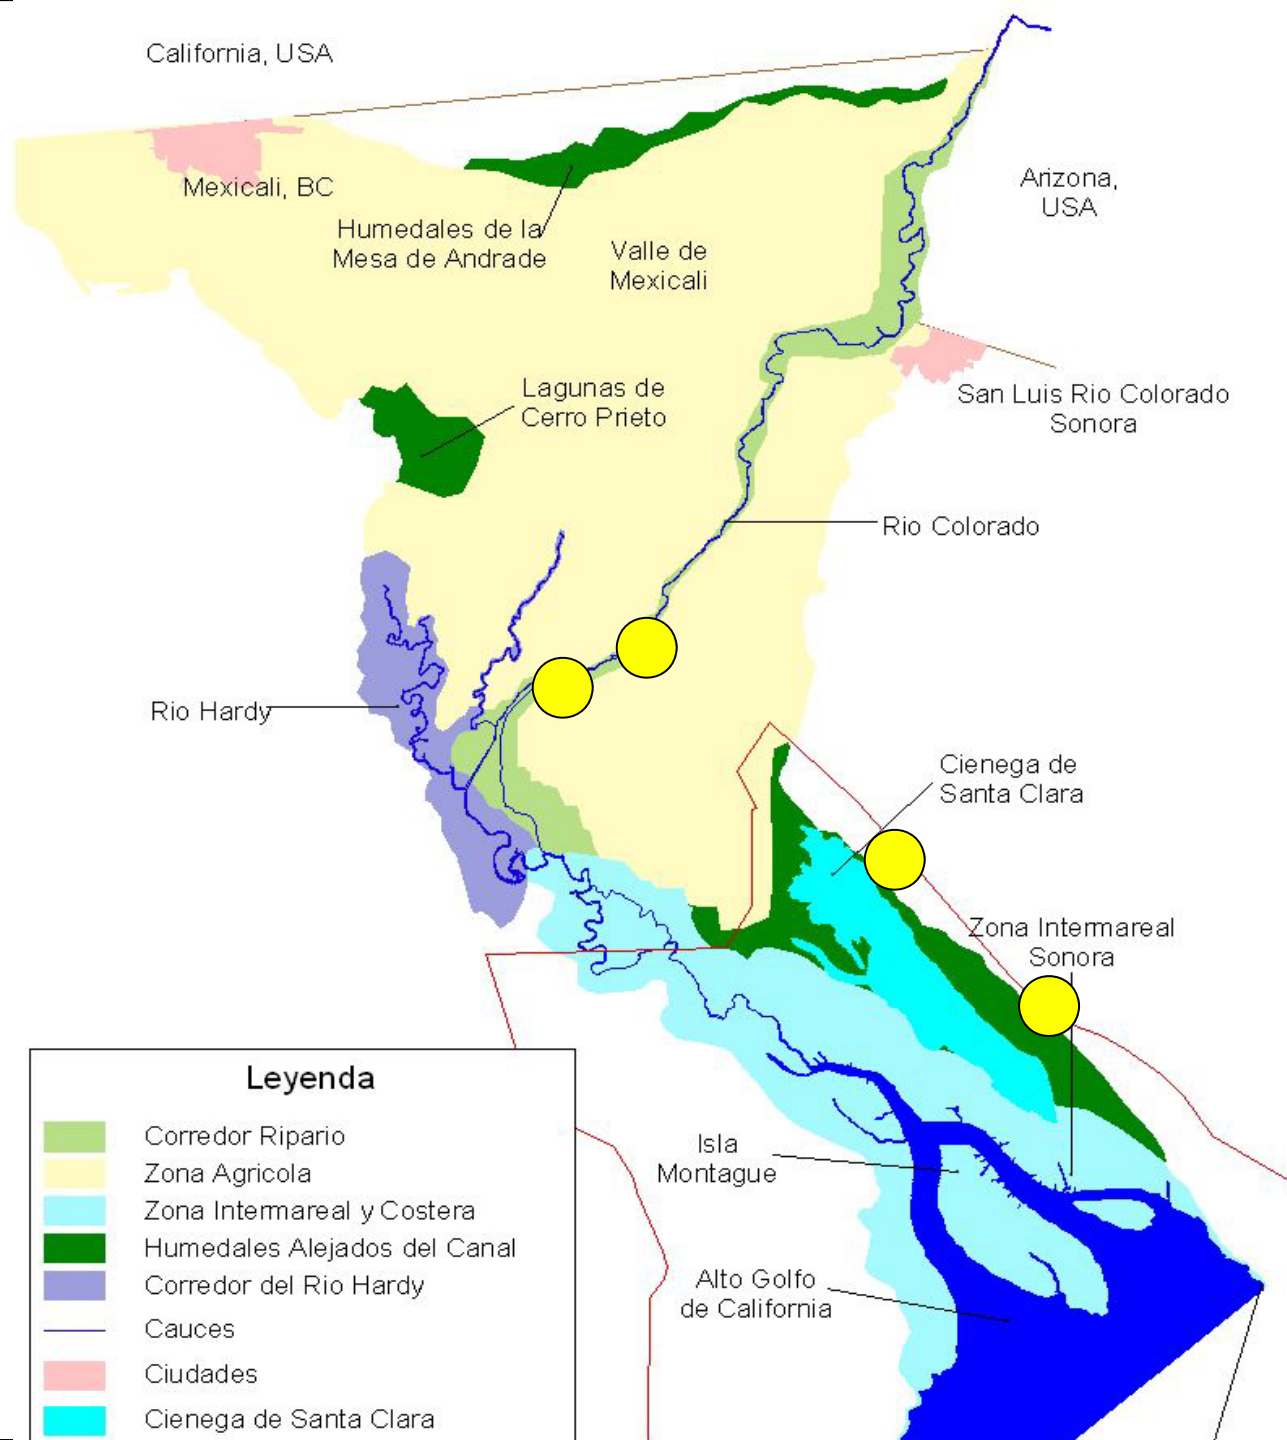 California, USA
Mexicali, BC
Arizona,
USA
Humedales de la
Mesa de Andrade
Valle de
Mexicali
Lagunas de
Cerro Prieto
San Luis Rio Colorado
Sonora
Rio Colorado
Rio Hardy
Cienega de
Santa Clara
Zona Intermareal
Sonora
Isla
Montague
Alto Golfo
de California
Leyenda
Corredor Ripario
Zona Agricola
Zona Intermareal y Costera
Humedales Alejados del Canal
Corredor del Rio Hardy
Cauces
Ciudades
Cienega de Santa Clara